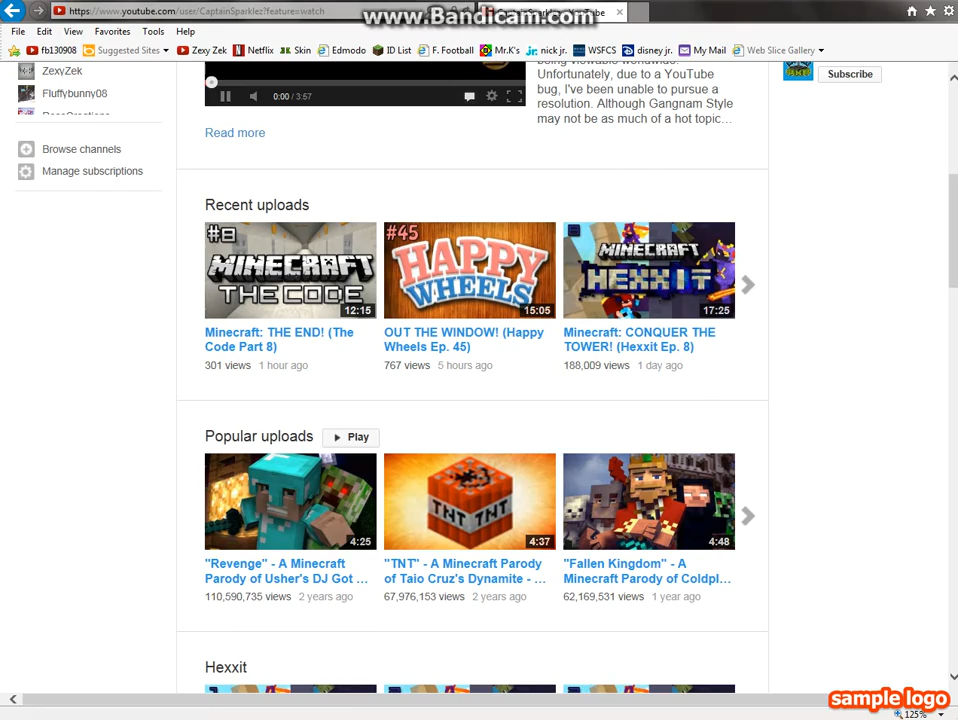 www.Bandicam.com
https://www.youtube.com/user/CaptainSparklez?feature=watch
File Edit View Favorites Tools Help
fb130908 Suggested Sites Zexy Zek Netflix Skin Edmodo ID List F. Football Mr.K's nick jr. WSFCS disney jr. My Mail Web Slice Gallery
ZexyZek
Fluffybunny08
Browse channels
Manage subscriptions
0:00 / 3:57
being viewable worldwide.
Unfortunately, due to a YouTube
bug, I've been unable to pursue a
resolution. Although Gangnam Style
may not be as much of a hot topic...
Subscribe
Read more
Recent uploads
#8
MINECRAFT
THE CODE
12:15
#45
HAPPY
WHEELS
15:05
MINECRAFT
HEXXIT
17:25
Minecraft: THE END! (The
Code Part 8)
301 views 1 hour ago
OUT THE WINDOW! (Happy
Wheels Ep. 45)
767 views 5 hours ago
Minecraft: CONQUER THE
TOWER! (Hexxit Ep. 8)
188,009 views 1 day ago
Popular uploads Play
4:25
TNT TNT
4:37
4:48
"Revenge" - A Minecraft
Parody of Usher's DJ Got ...
110,590,735 views 2 years ago
"TNT" - A Minecraft Parody
of Taio Cruz's Dynamite - ...
67,976,153 views 2 years ago
"Fallen Kingdom" - A
Minecraft Parody of Coldpl...
62,169,531 views 1 year ago
Hexxit
sample logo
125%